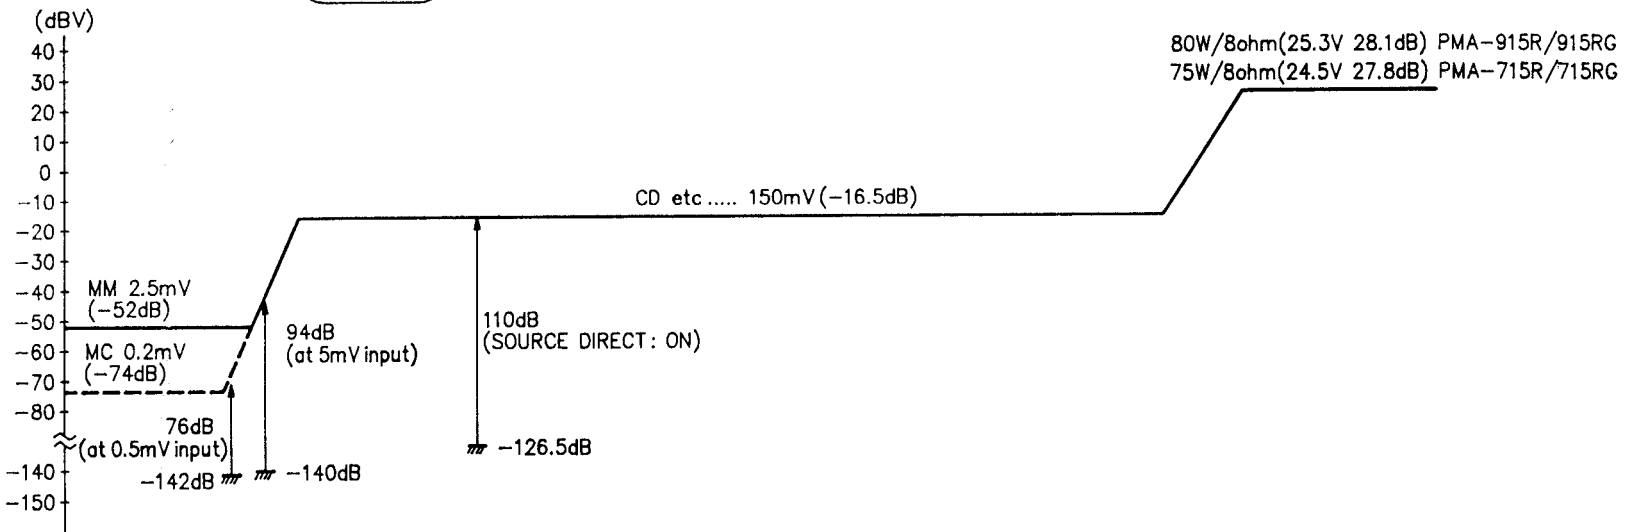 (dBV)
40
30
20
10
0
-10
-20
-30
-40
-50
-60
-70
-80
-140
-150
80W/8ohm(25.3V 28.1dB) PMA-915R/915RG
75W/8ohm(24.5V 27.8dB) PMA-715R/715RG
CD etc..... 150mV(-16.5dB)
MM 2.5mV
(-52dB)
MC 0.2mV
(-74dB)
94dB
(at 5mV input)
110dB
(SOURCE DIRECT: ON)
76dB
(at 0.5mV input)
-142dB
-140dB
-126.5dB